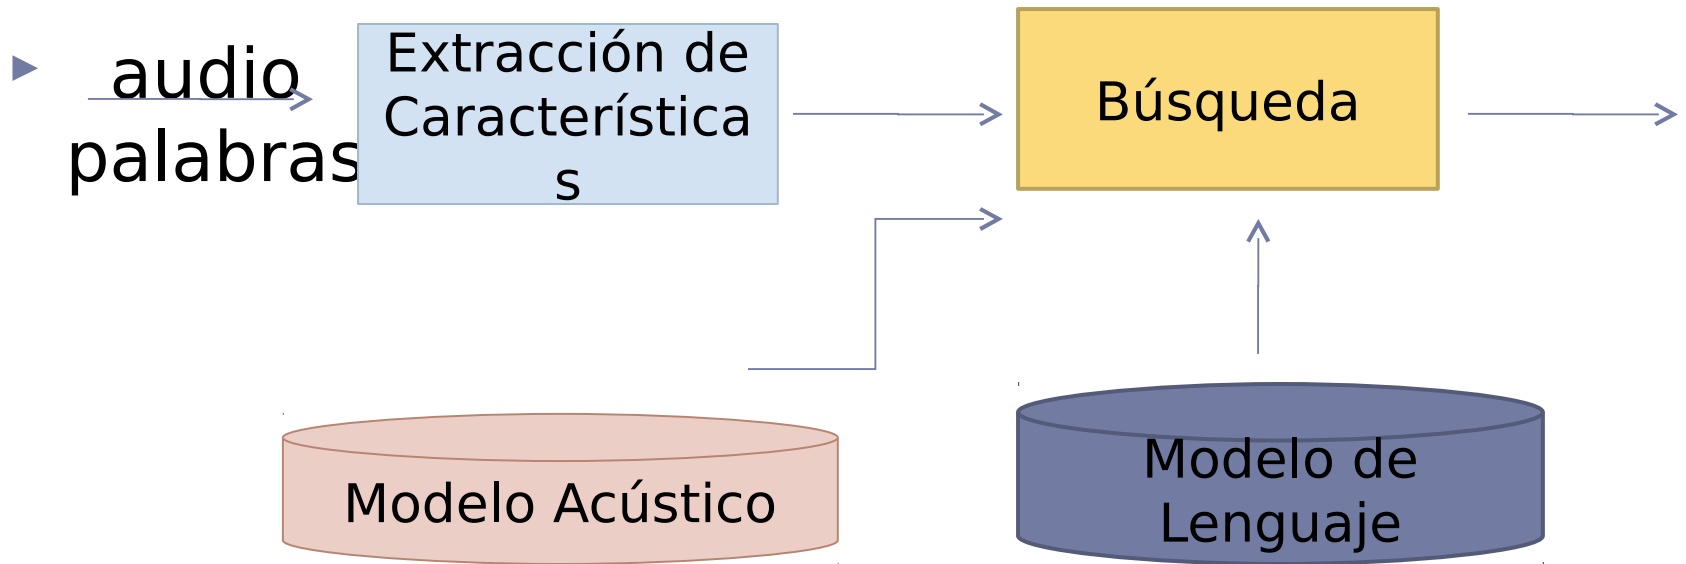 audio
palabras
Extracción de
Característica
s
Búsqueda
Modelo Acústico
Modelo de
Lenguaje